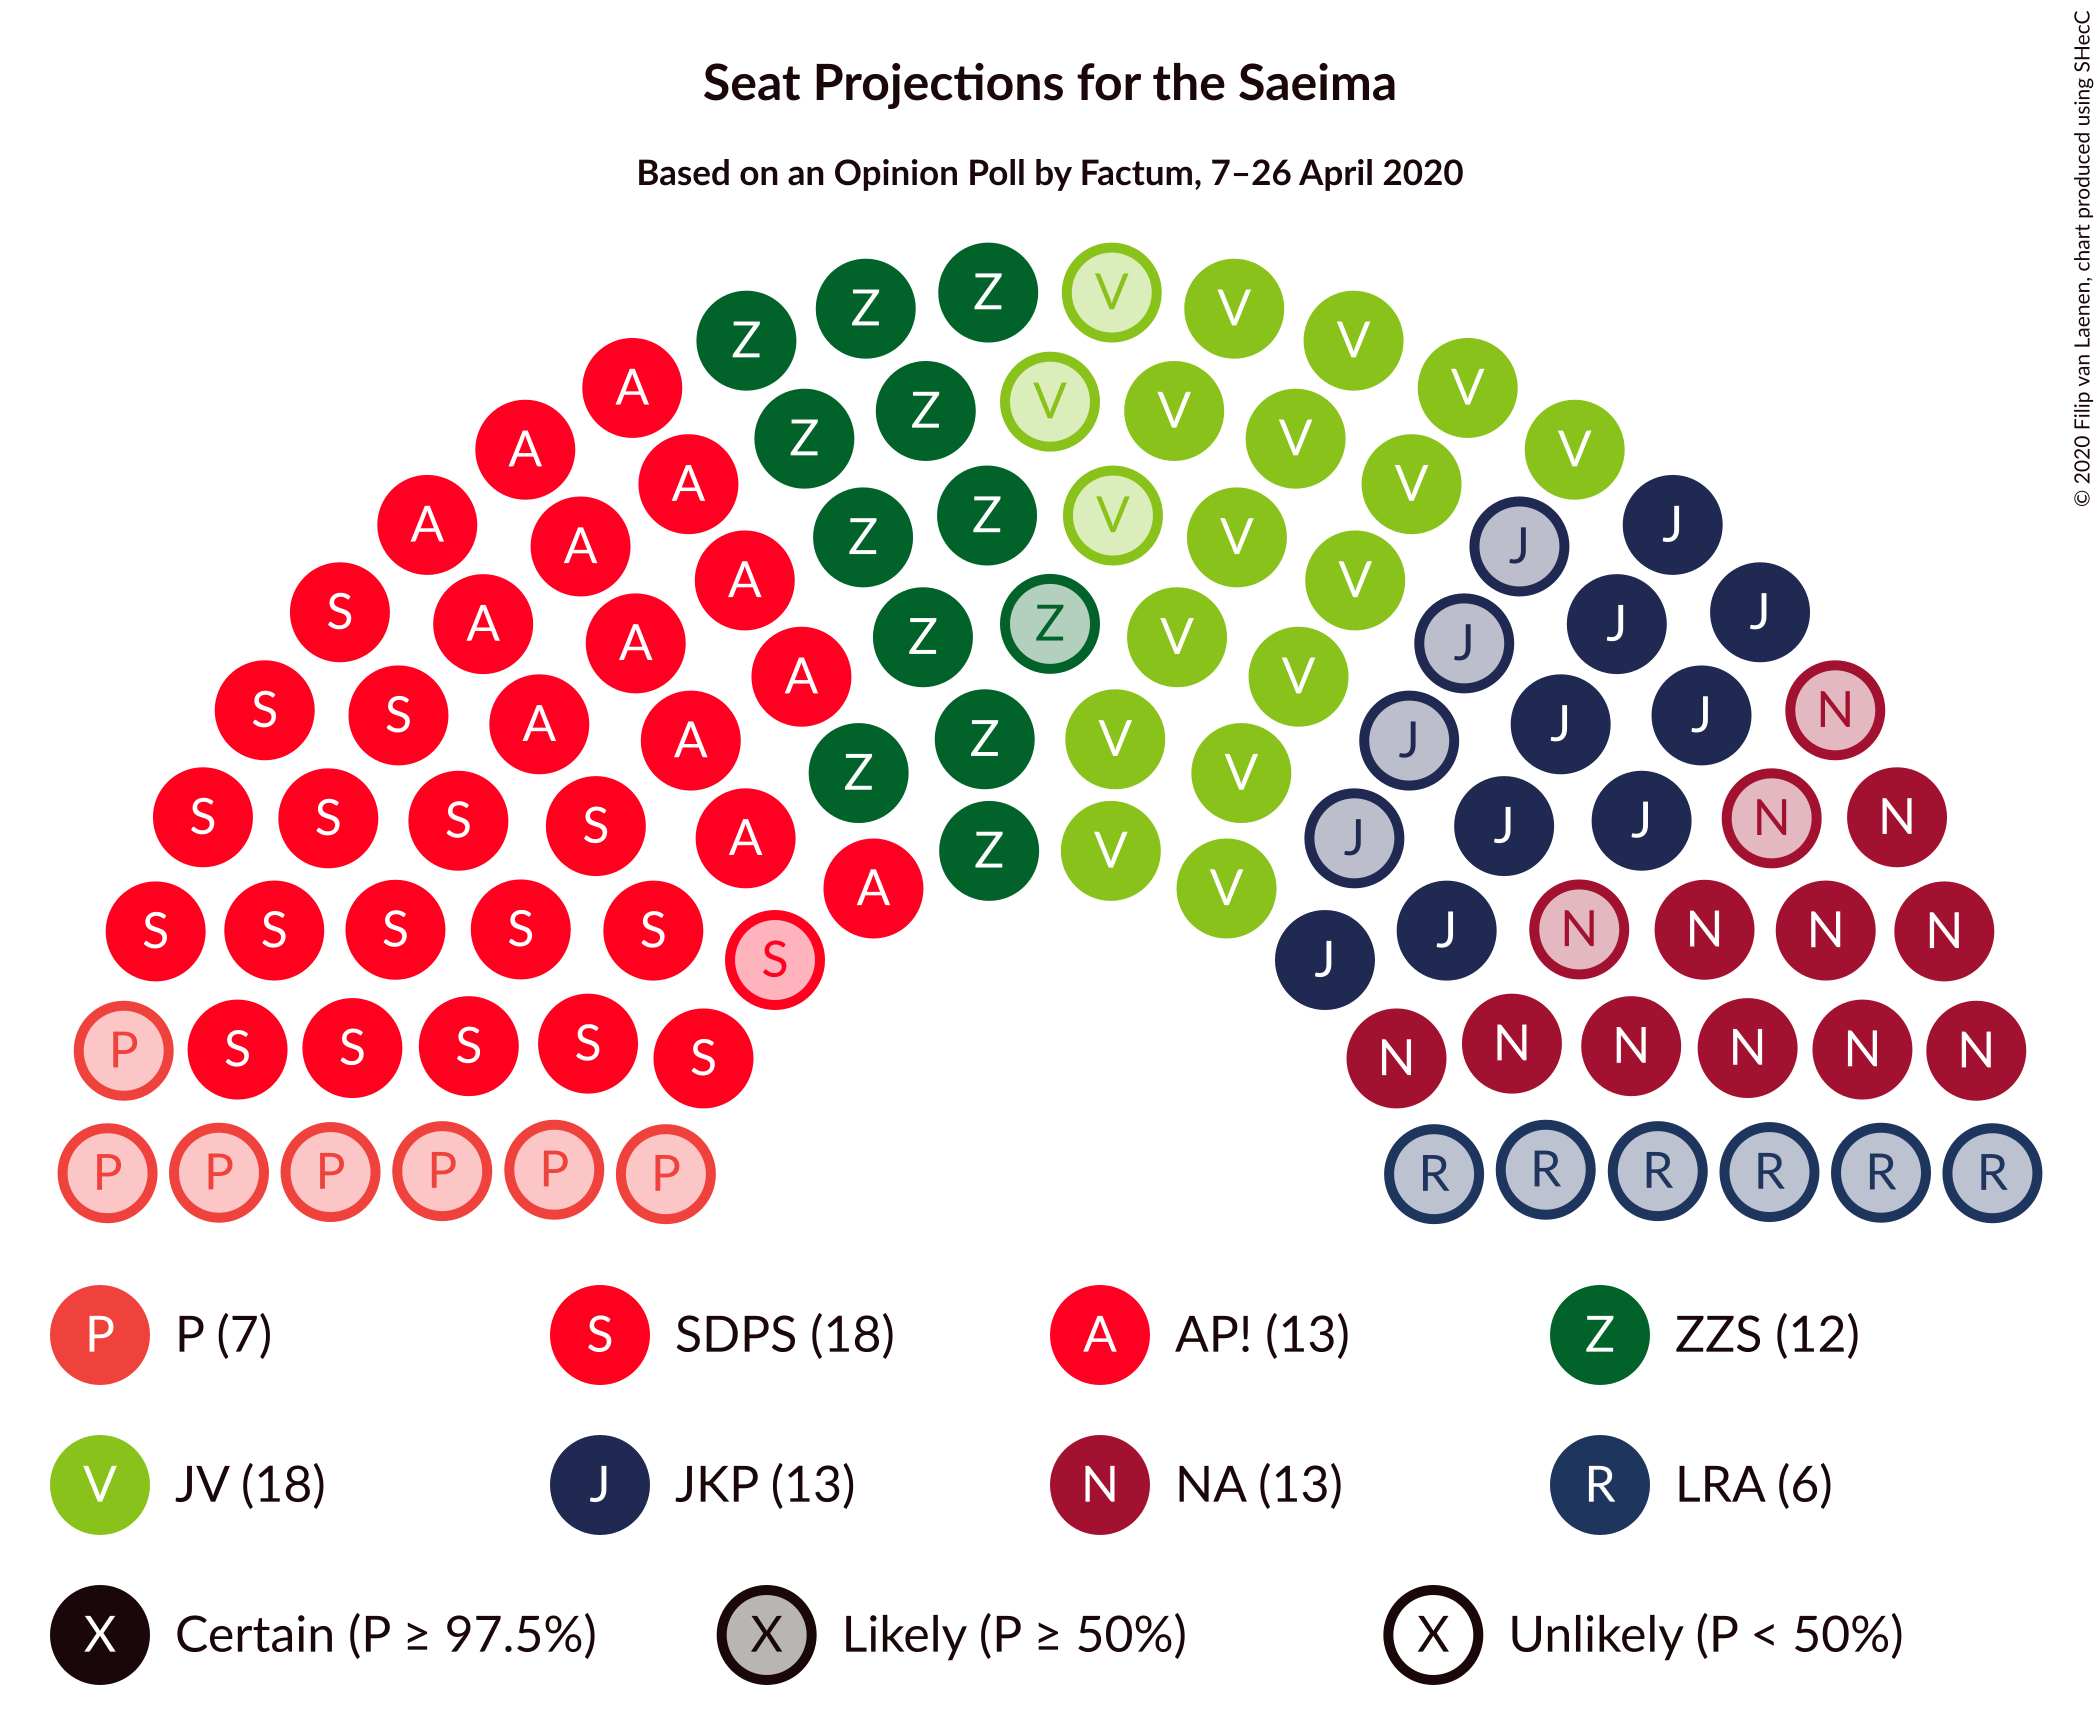 Seat Projections for the Saeima
Based on an Opinion Poll by Factum, 7–26 April 2020
© 2020 Filip van Laenen, chart produced using SHecC
Z Z Z V V V
A Z Z V V V V
A A Z Z V V V V
A A A Z Z V V V J J
S A A A Z Z V V J J J
S S A A A Z Z V V J J J N
S S S S A A Z V V J J J N N
S S S S S S A Z V V J J N N N N
P S S S S S N N N N N N
P P P P P P R R R R R R
P P (7) S SDPS (18) A AP! (13) Z ZZS (12)
V JV (18) J JKP (13) N NA (13) R LRA (6)
X Certain (P ≥ 97.5%) X Likely (P ≥ 50%) X Unlikely (P < 50%)